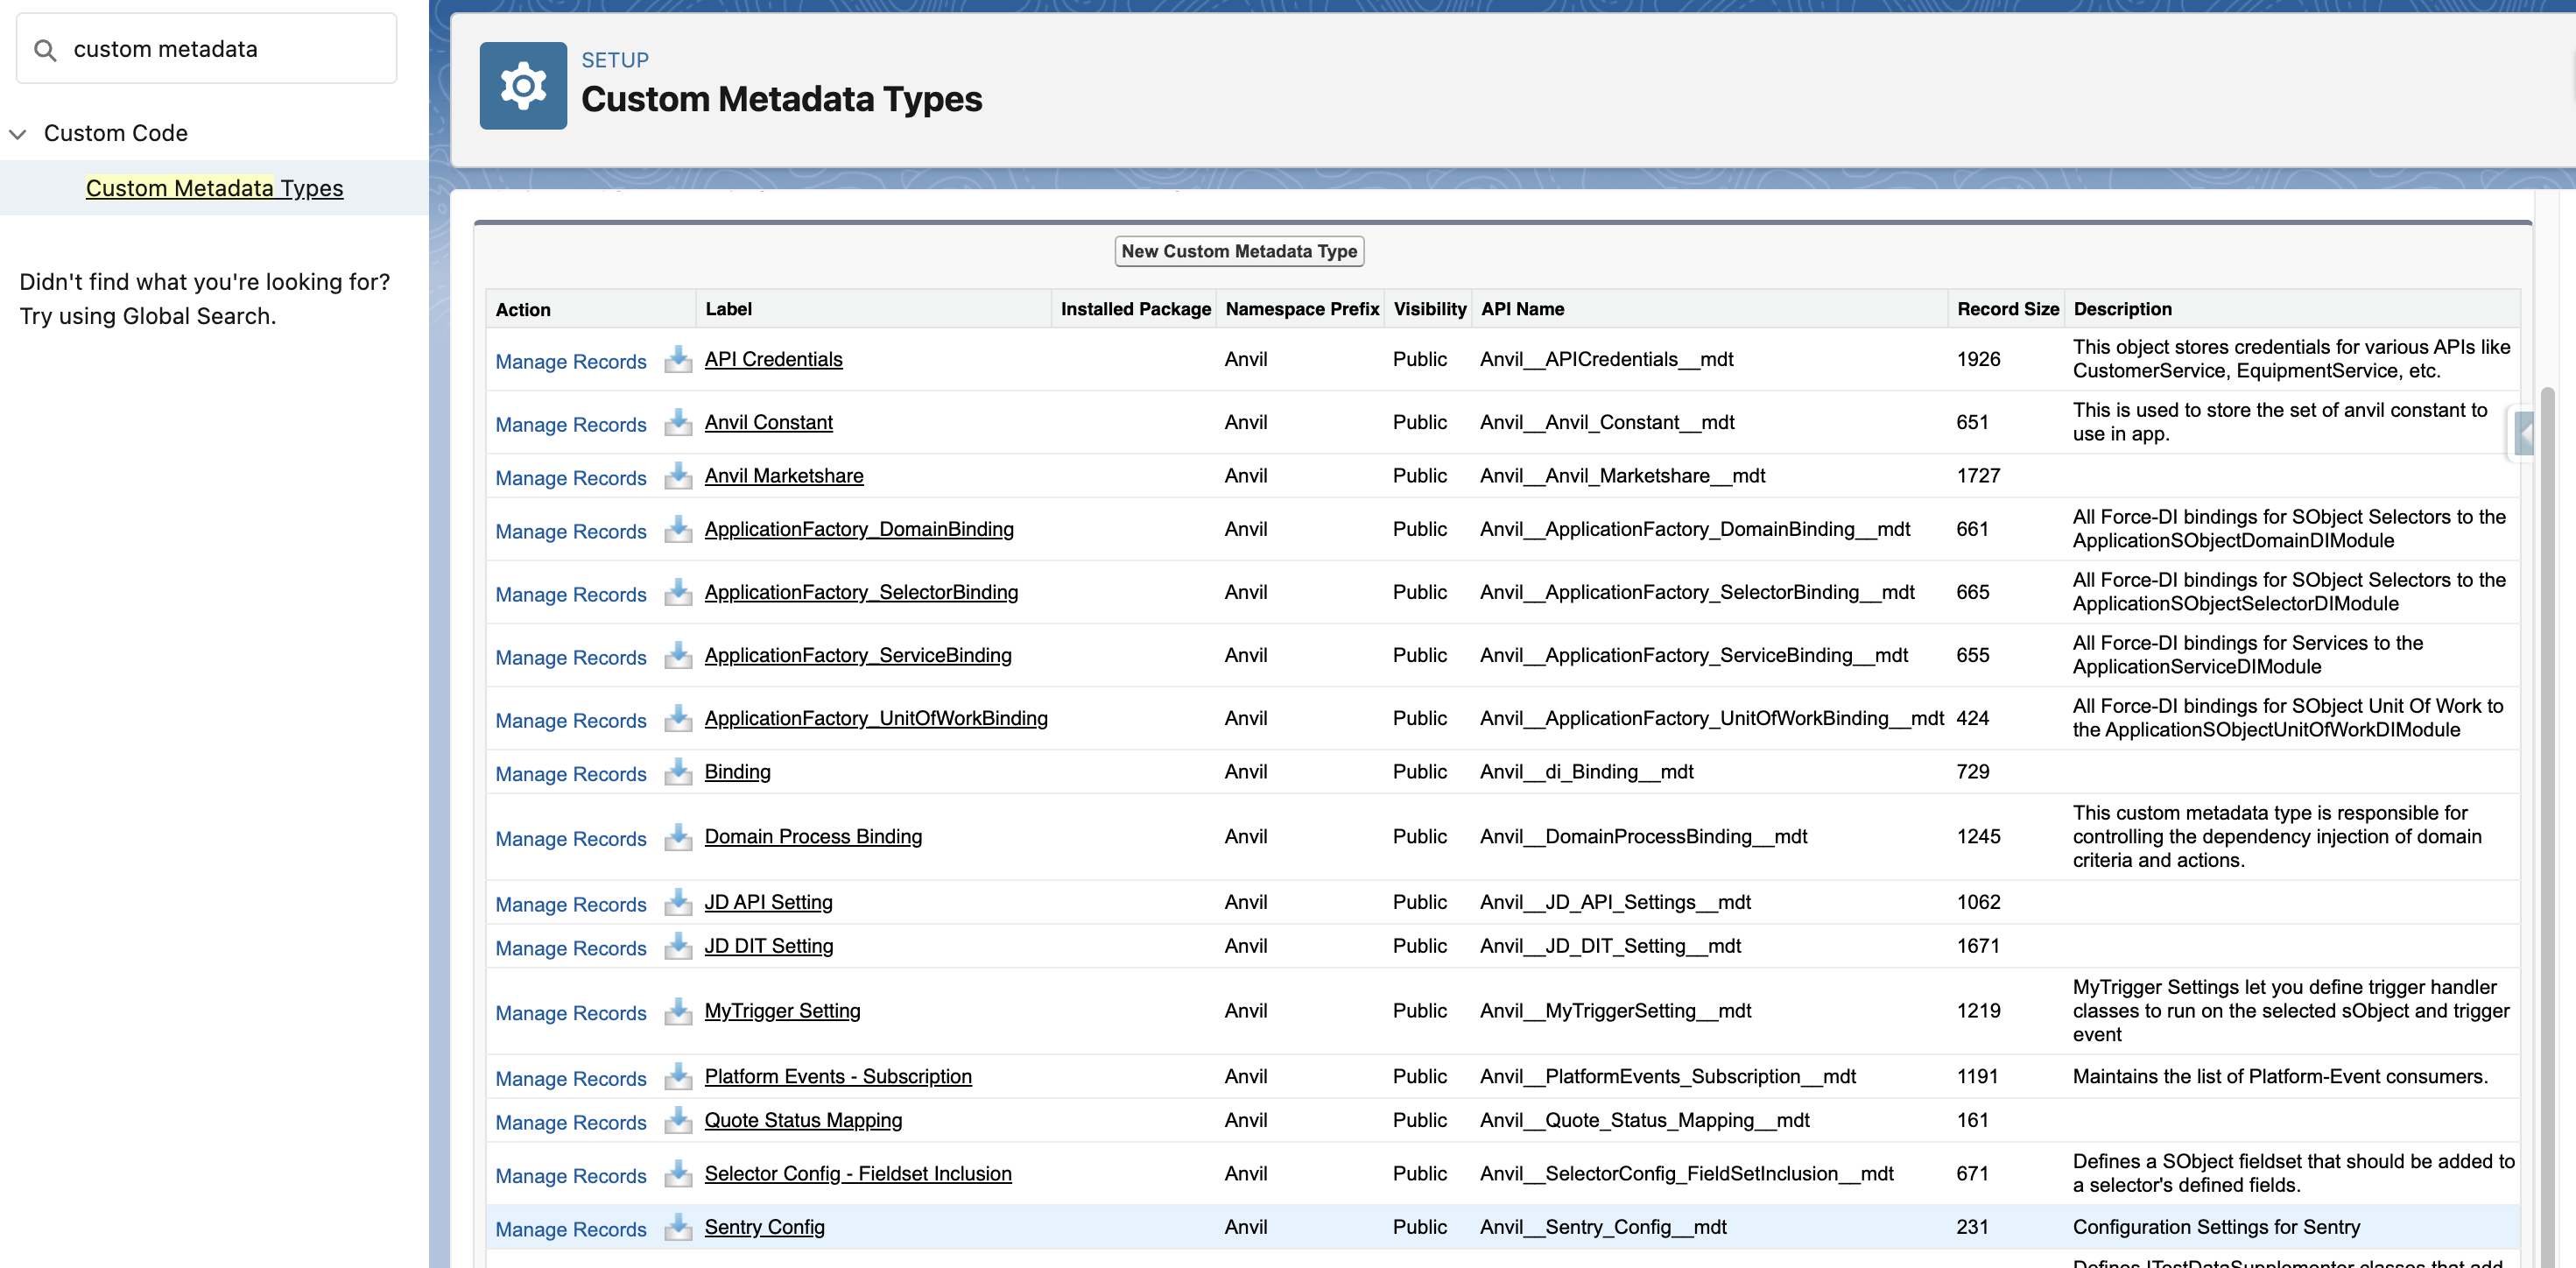 custom metadata
Custom Code
Custom Metadata Types
Didn't find what you're looking for?
Try using Global Search.
SETUP
Custom Metadata Types
New Custom Metadata Type
Action Label Installed Package Namespace Prefix Visibility API Name Record Size Description
Manage Records API Credentials Anvil Public Anvil__APICredentials__mdt 1926 This object stores credentials for various APIs like
CustomerService, EquipmentService, etc.
Manage Records Anvil Constant Anvil Public Anvil__Anvil_Constant__mdt 651 This is used to store the set of anvil constant to
use in app.
Manage Records Anvil Marketshare Anvil Public Anvil__Anvil_Marketshare__mdt 1727
Manage Records ApplicationFactory_DomainBinding Anvil Public Anvil__ApplicationFactory_DomainBinding__mdt 661 All Force-DI bindings for SObject Selectors to the
ApplicationSObjectDomainDIModule
Manage Records ApplicationFactory_SelectorBinding Anvil Public Anvil__ApplicationFactory_SelectorBinding__mdt 665 All Force-DI bindings for SObject Selectors to the
ApplicationSObjectSelectorDIModule
Manage Records ApplicationFactory_ServiceBinding Anvil Public Anvil__ApplicationFactory_ServiceBinding__mdt 655 All Force-DI bindings for Services to the
ApplicationServiceDIModule
Manage Records ApplicationFactory_UnitOfWorkBinding Anvil Public Anvil__ApplicationFactory_UnitOfWorkBinding__mdt 424 All Force-DI bindings for SObject Unit Of Work to
the ApplicationSObjectUnitOfWorkDIModule
Manage Records Binding Anvil Public Anvil__di_Binding__mdt 729
Manage Records Domain Process Binding Anvil Public Anvil__DomainProcessBinding__mdt 1245 This custom metadata type is responsible for
controlling the dependency injection of domain
criteria and actions.
Manage Records JD API Setting Anvil Public Anvil__JD_API_Settings__mdt 1062
Manage Records JD DIT Setting Anvil Public Anvil__JD_DIT_Setting__mdt 1671
Manage Records MyTrigger Setting Anvil Public Anvil__MyTriggerSetting__mdt 1219 MyTrigger Settings let you define trigger handler
classes to run on the selected sObject and trigger
event
Manage Records Platform Events - Subscription Anvil Public Anvil__PlatformEvents_Subscription__mdt 1191 Maintains the list of Platform-Event consumers.
Manage Records Quote Status Mapping Anvil Public Anvil__Quote_Status_Mapping__mdt 161
Manage Records Selector Config - Fieldset Inclusion Anvil Public Anvil__SelectorConfig_FieldSetInclusion__mdt 671 Defines a SObject fieldset that should be added to
a selector's defined fields.
Manage Records Sentry Config Anvil Public Anvil__Sentry_Config__mdt 231 Configuration Settings for Sentry
Defines ITestDataSupplementer classes that add